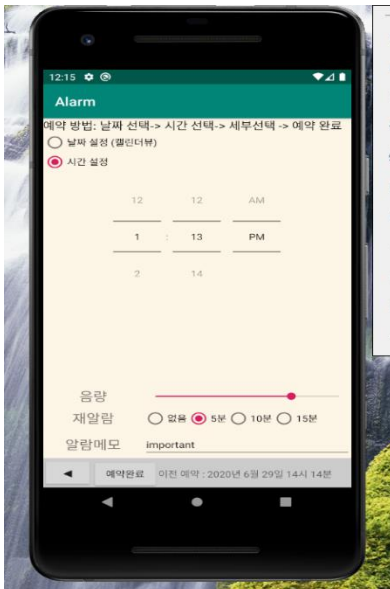 12:15
Alarm
예약 방법: 날짜 선택-> 시간 선택-> 세부선택 -> 예약 완료
날짜 설정 (캘린더뷰)
시간 설정
12 12 AM
1 : 13 PM
2 14
음량
재알람 없음 5분 10분 15분
알람메모 important
예약완료 이전 예약 : 2020년 6월 29일 14시 14분